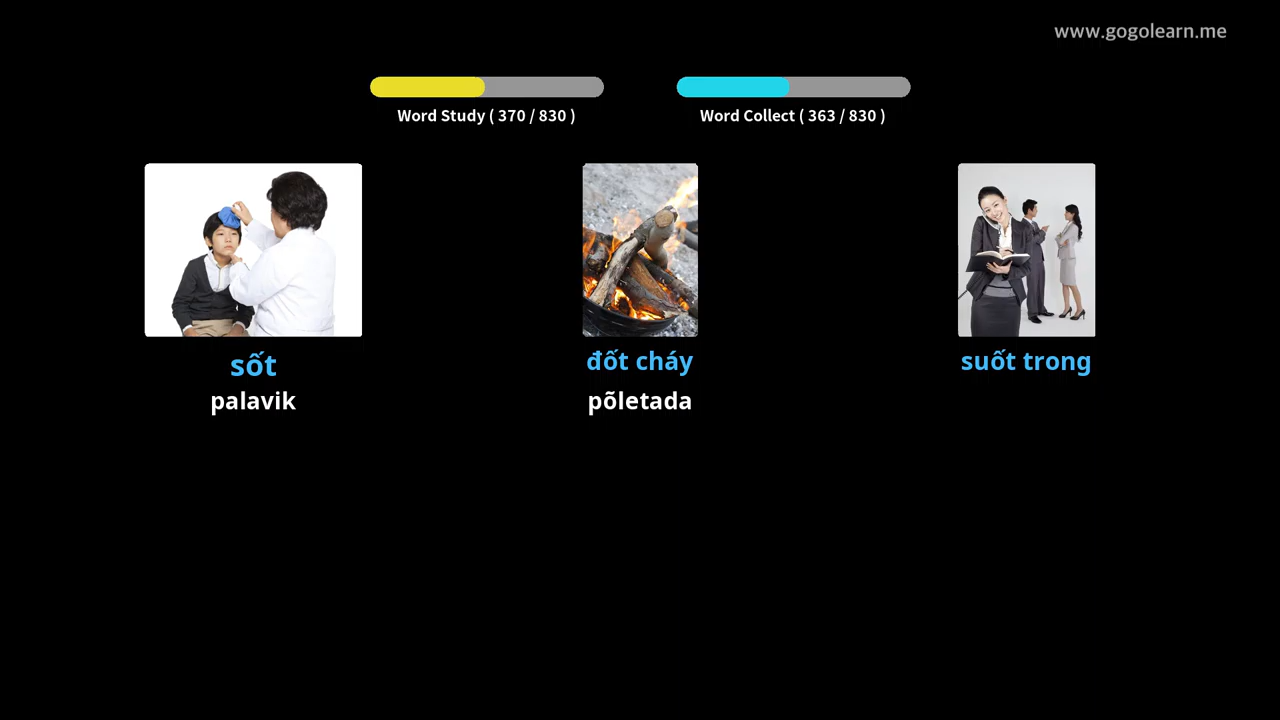 www.gogolearn.me
Word Study ( 370 / 830 )
Word Collect ( 363 / 830 )
sốt
palavik
đốt cháy
põletada
suốt trong